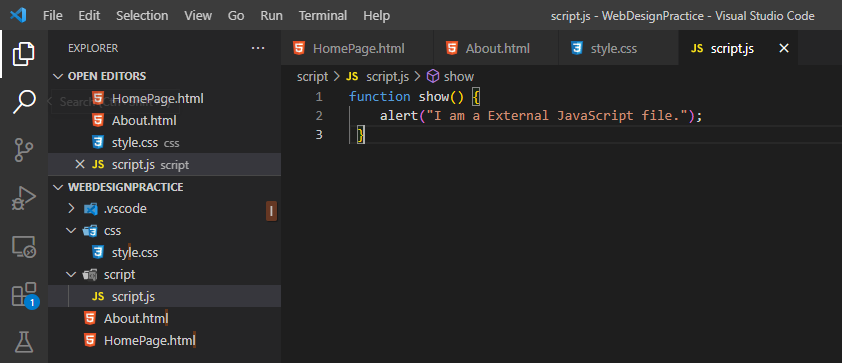 File Edit Selection View Go Run Terminal Help script.js - WebDesignPractice - Visual Studio Code
EXPLORER ···
HomePage.html About.html style.css JS script.js
OPEN EDITORS
HomePage.html
About.html
style.css css
JS script.js script
WEBDESIGNPRACTICE
.vscode
css
style.css
script
JS script.js
About.html
HomePage.html
1
script > JS script.js > show
1 function show() {
2 alert("I am a External JavaScript file.");
3 }